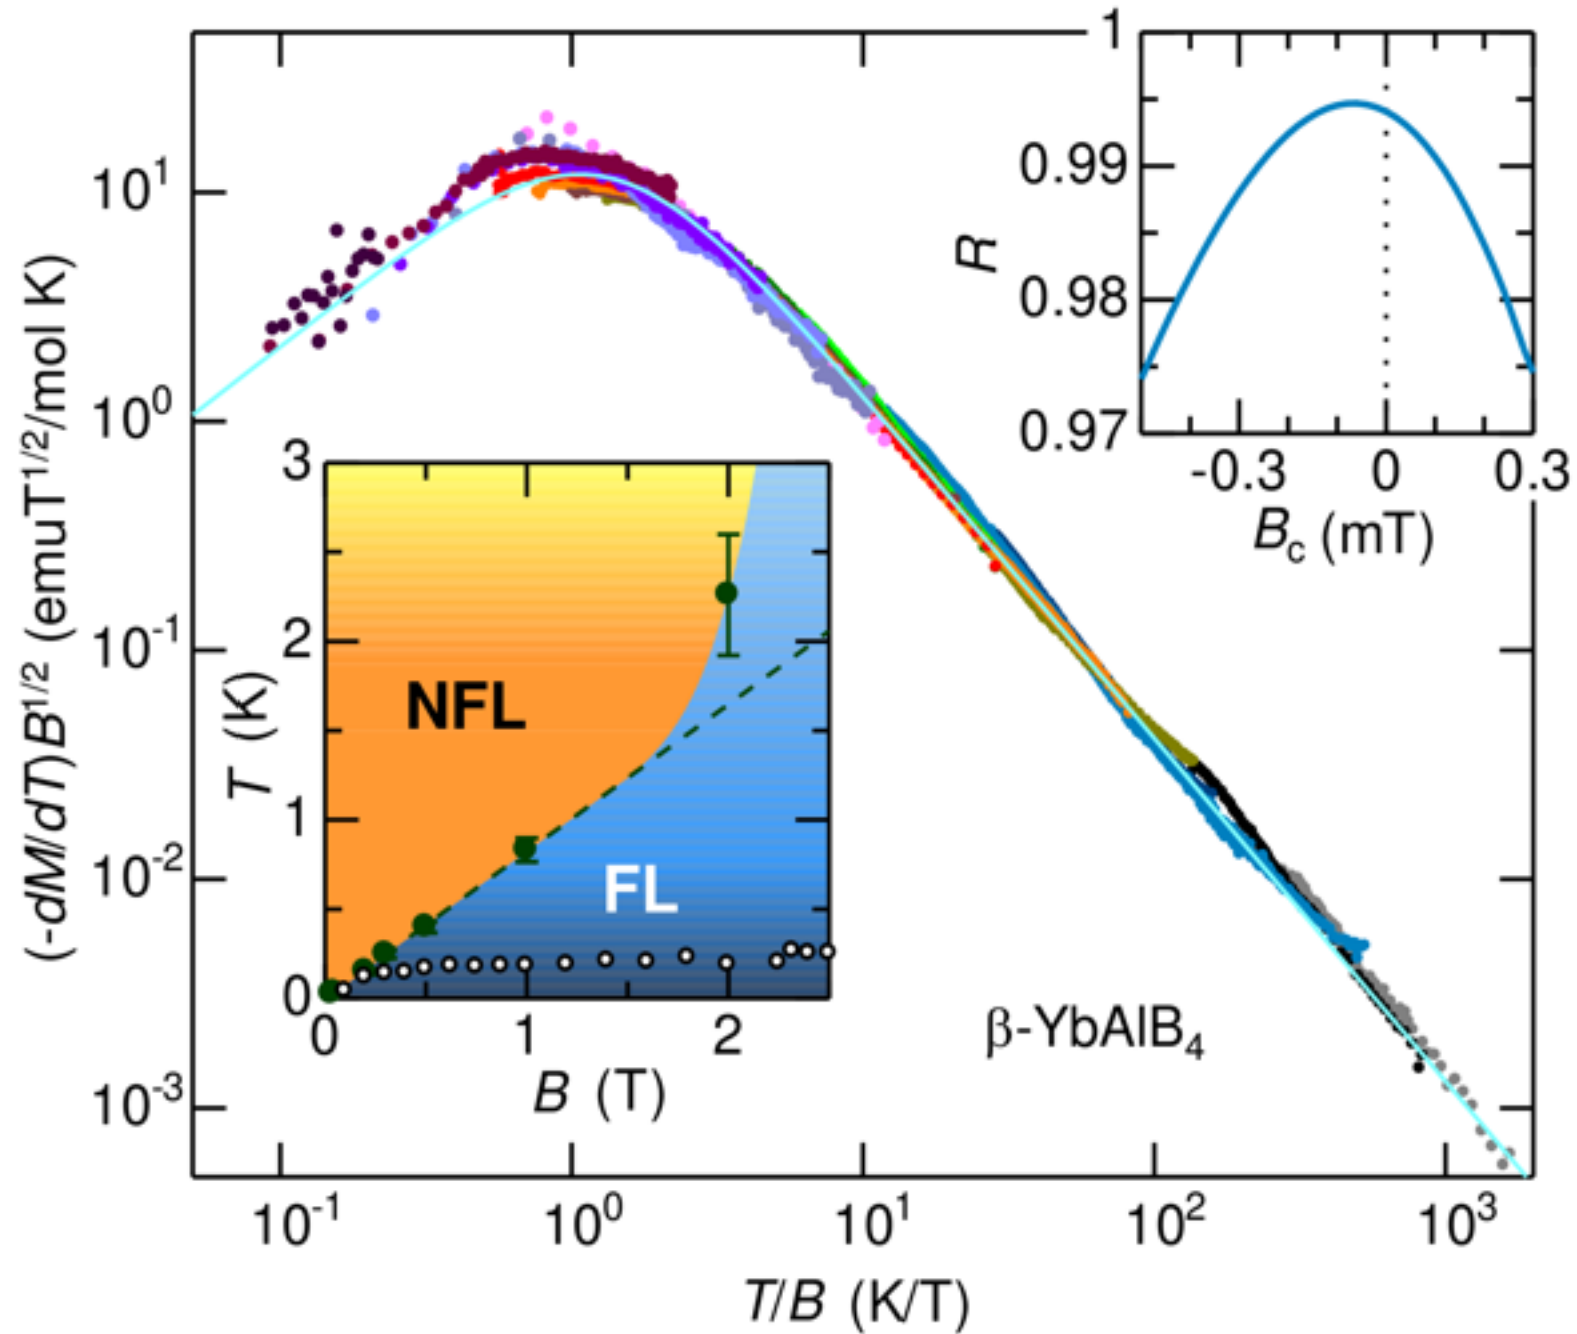 (-dM/dT)B^1/2 (emuT^1/2/mol K)
10^1
10^0
10^-1
10^-2
10^-3
10^-1 10^0 10^1 10^2 10^3
T/B (K/T)
β-YbAlB₄
R
1
0.99
0.98
0.97
-0.3 0 0.3
B_c (mT)
T (K)
3
2
1
0
NFL
FL
0 1 2
B (T)